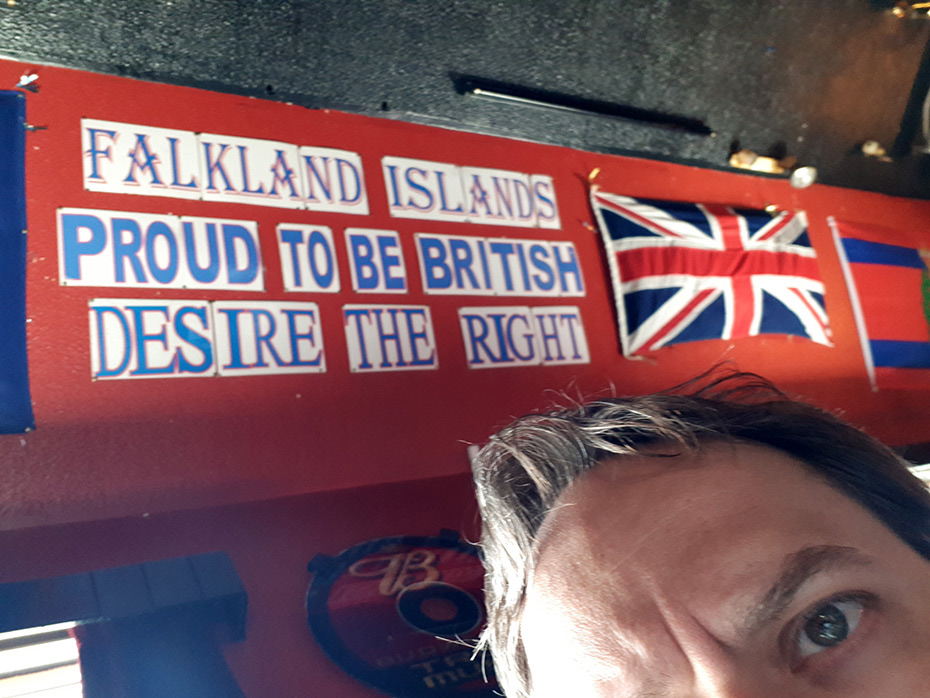 FALKLAND ISLANDS
PROUD TO BE BRITISH
DESIRE THE RIGHT